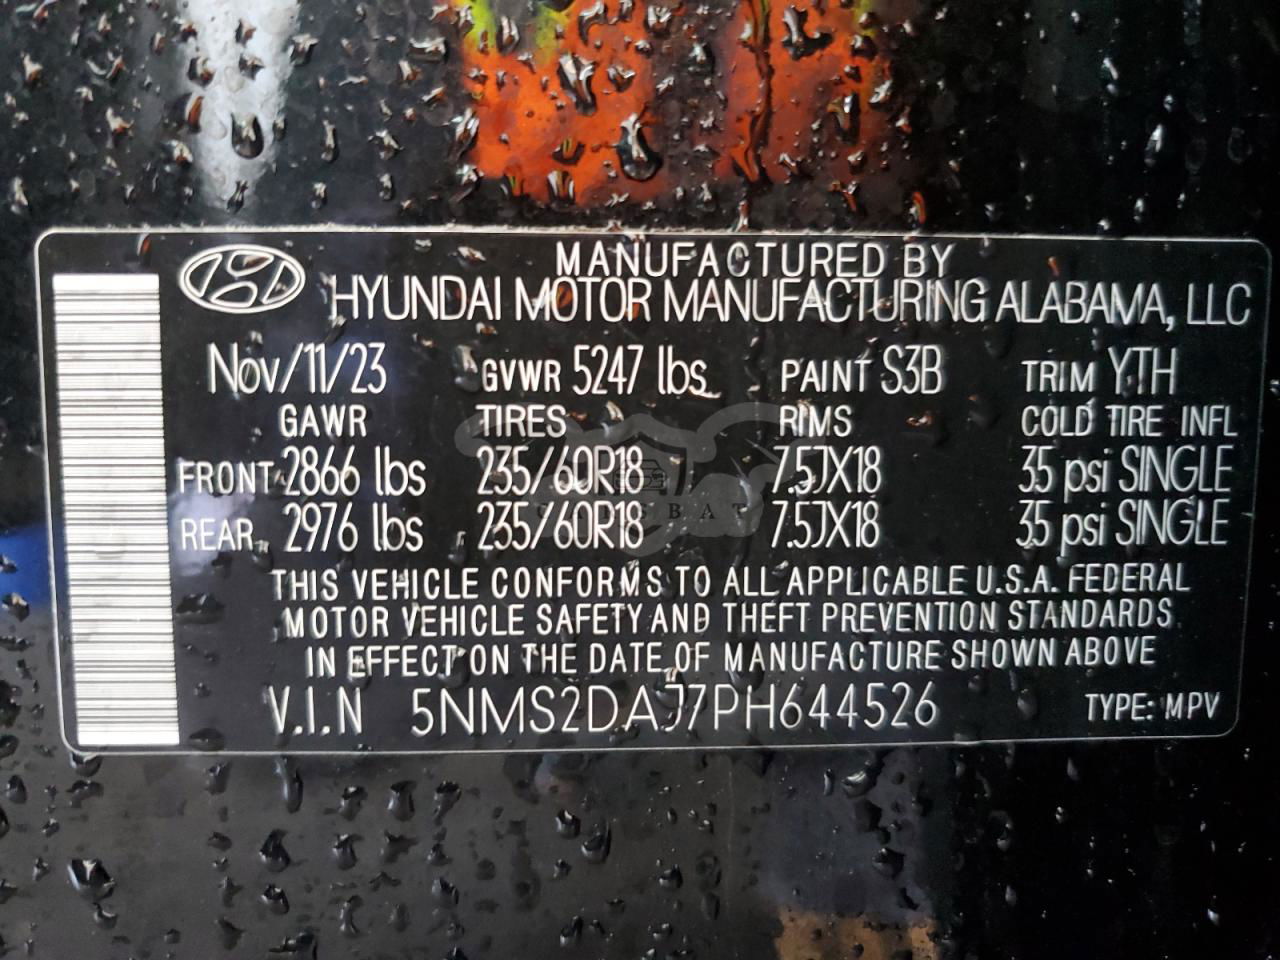 MANUFACTURED BY
HYUNDAI MOTOR MANUFACTURING ALABAMA, LLC
Nov/11/23 GVWR 5247 lbs PAINT S3B TRIM YTH
GAWR TIRES RIMS COLD TIRE INFL
FRONT 2866 lbs 235/60R18 7.5JX18 35 psi SINGLE
REAR 2976 lbs 235/60R18 7.5JX18 35 psi SINGLE
THIS VEHICLE CONFORMS TO ALL APPLICABLE U.S.A. FEDERAL
MOTOR VEHICLE SAFETY AND THEFT PREVENTION STANDARDS
IN EFFECT ON THE DATE OF MANUFACTURE SHOWN ABOVE
V.I.N 5NMS2DAJ7PH644526 TYPE: MPV